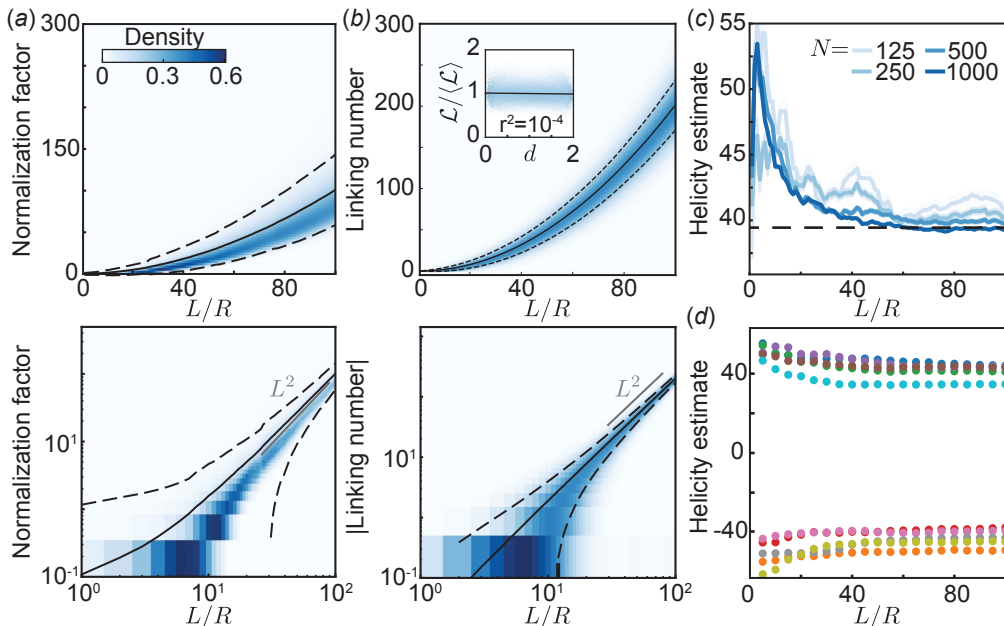 (a)
300
150
0
Normalization factor
Density
0
0.3
0.6
0
40
80
L/R
(b)
300
200
100
0
Linking number
2
1
0
ℒ/⟨ℒ⟩
r²=10⁻⁴
0
d
2
0
40
80
L/R
(c)
55
50
45
40
Helicity estimate
N=
125
500
250
1000
0
40
80
L/R
10¹
10⁻¹
Normalization factor
L²
10⁰
10¹
10²
L/R
|Linking number|
10¹
10⁻¹
L²
10⁰
10¹
10²
L/R
(d)
40
0
-40
Helicity estimate
0
40
80
L/R